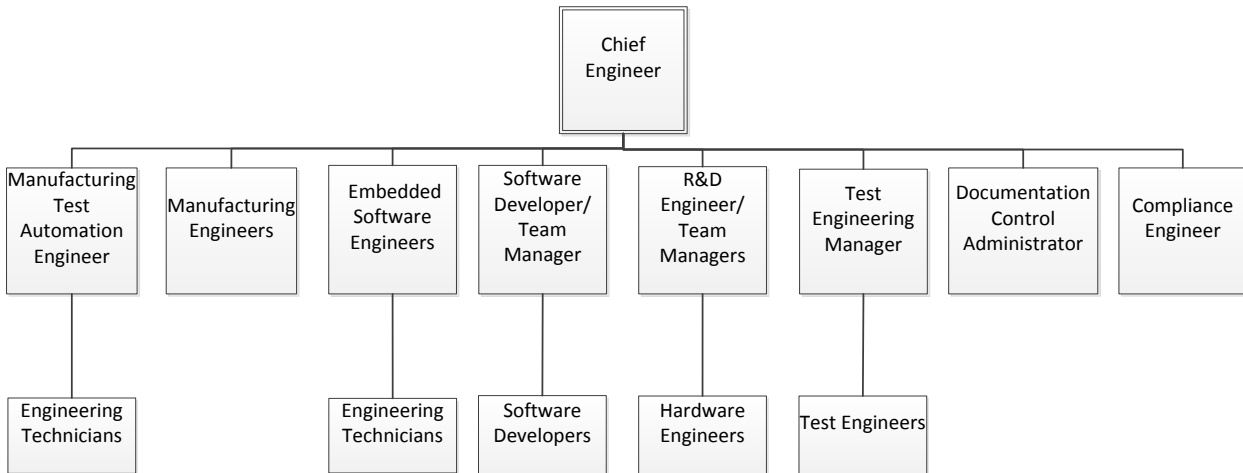 Chief
Engineer
Manufacturing
Test
Automation
Engineer
Manufacturing
Engineers
Embedded
Software
Engineers
Software
Developer/
Team
Manager
R&D
Engineer/
Team
Managers
Test
Engineering
Manager
Documentation
Control
Administrator
Compliance
Engineer
Engineering
Technicians
Engineering
Technicians
Software
Developers
Hardware
Engineers
Test Engineers